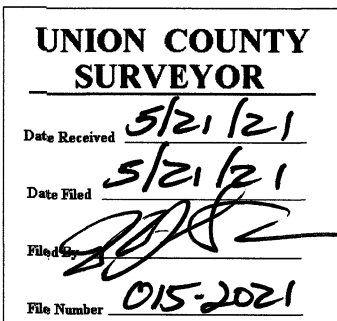 UNION COUNTY
SURVEYOR
Date Received 5/21/21
Date Filed 5/21/21
Filed By
File Number 015-2021